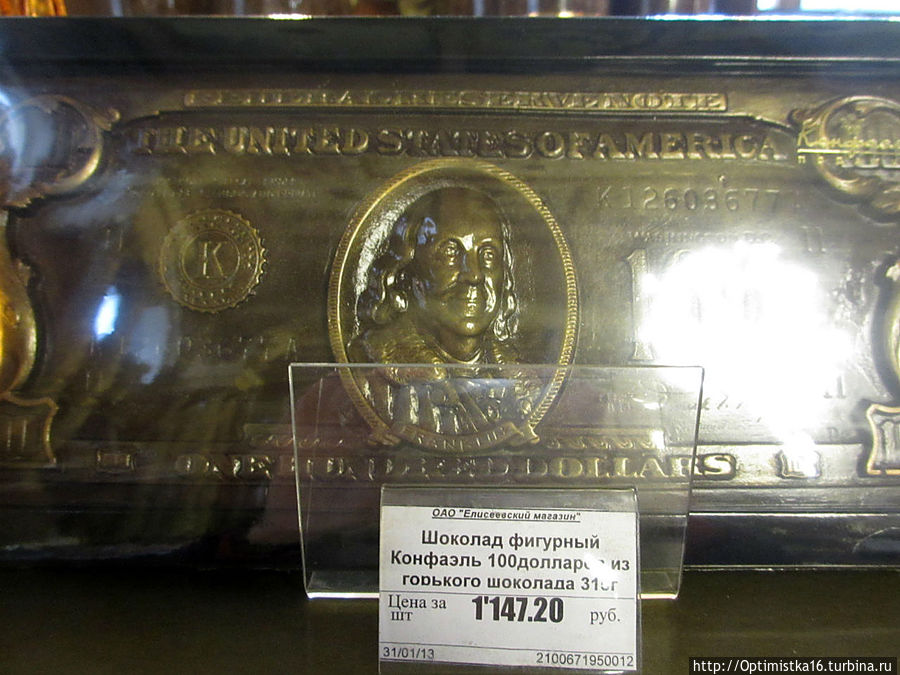 THE UNITED STATES OF AMERICA
K12603677
K
ONE HUNDRED DOLLARS
ОАО "Елисеевский магазин"
Шоколад фигурный
Конфаэль 100долларов из
горького шоколада
Цена за
шт
1'147.20
руб.
31/01/13
2100671950012
http://Optimistka16.turbina.ru